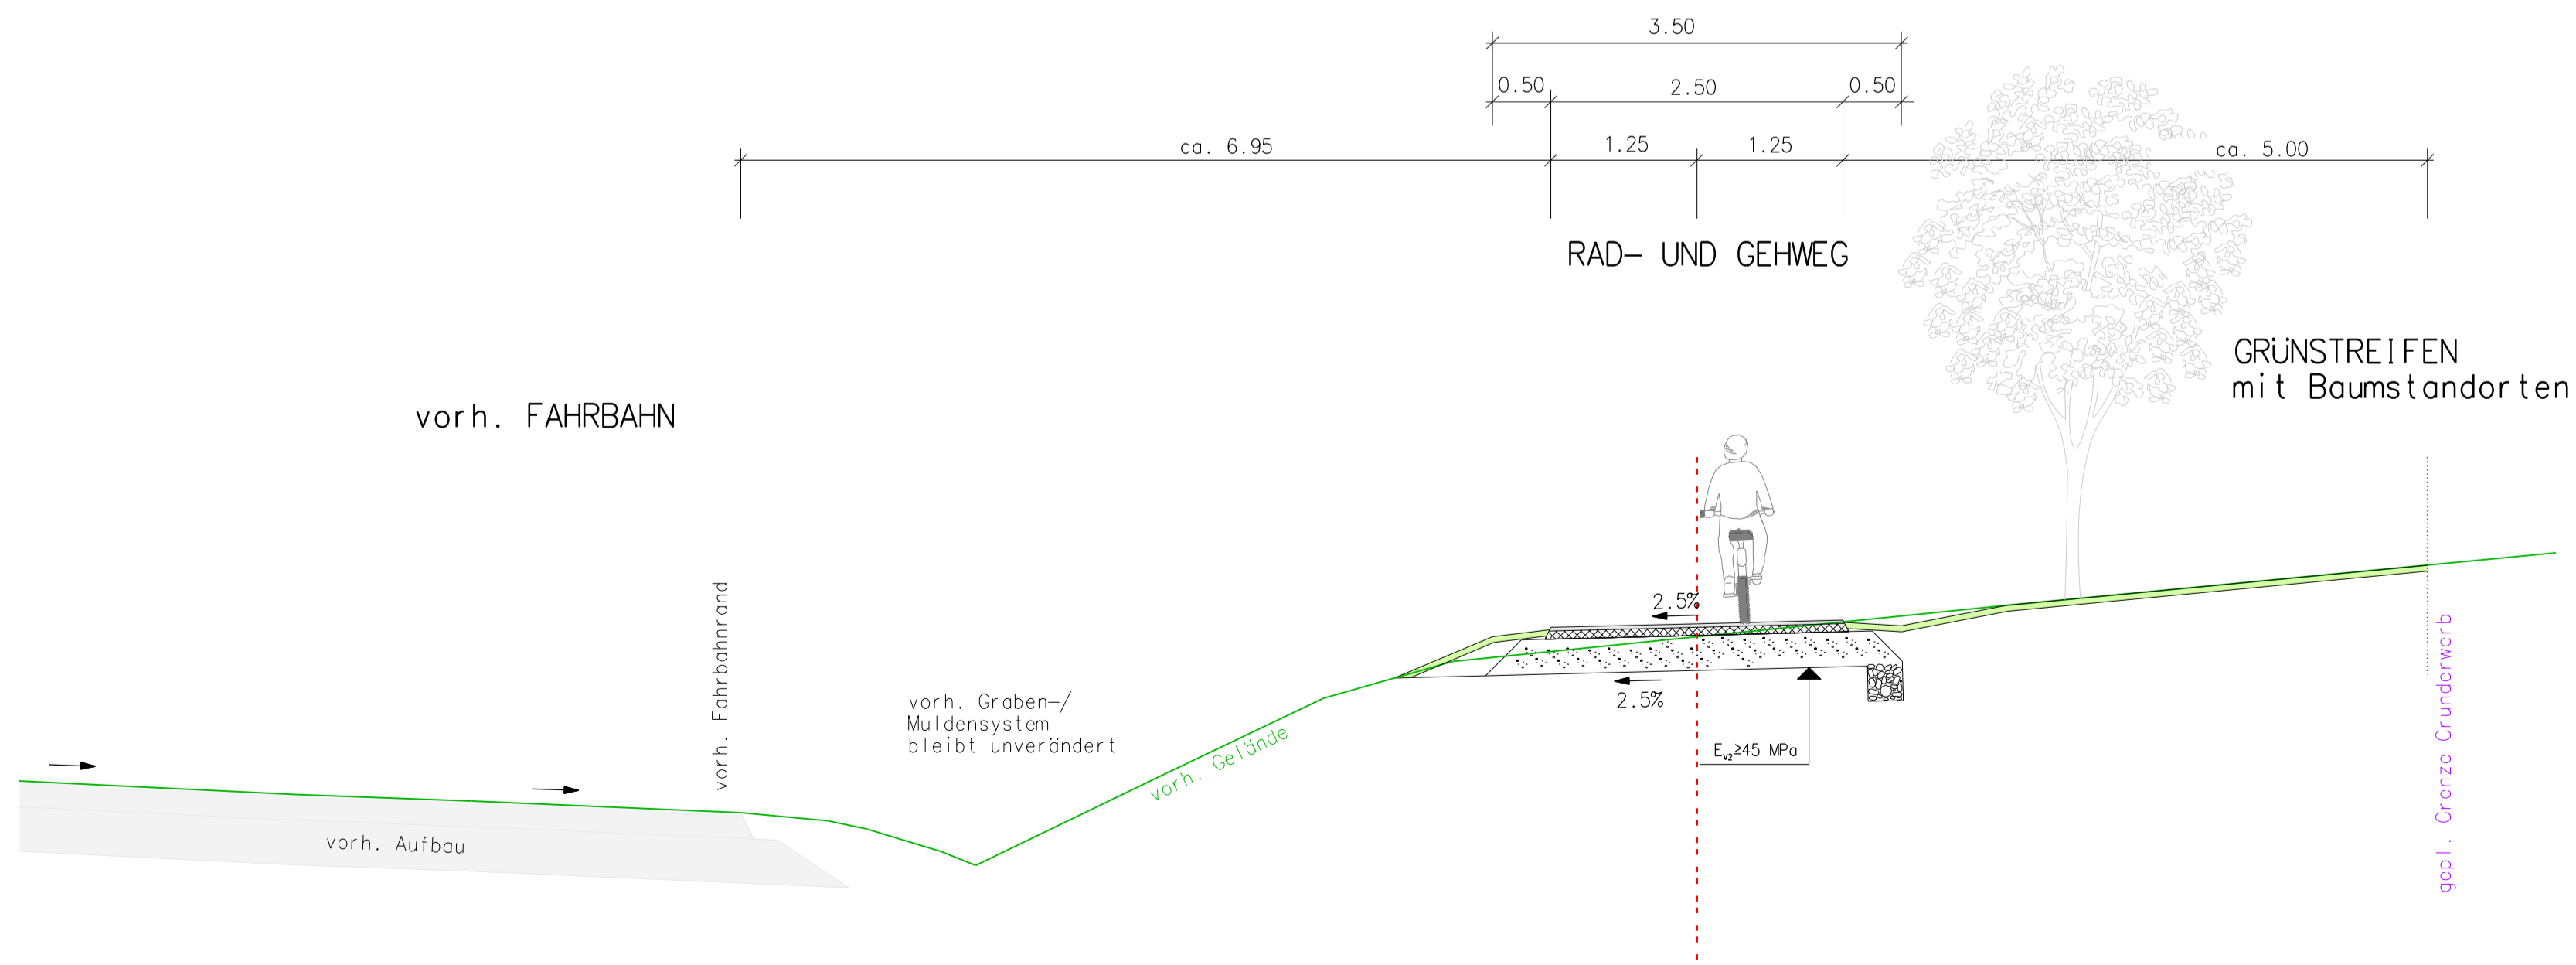 3.50
0.50
2.50
0.50
ca. 6.95
1.25
1.25
ca. 5.00
RAD- UND GEHWEG
GRÜNSTREIFEN
mit Baumstandorten
vorh. FAHRBAHN
vorh. Fahrbahnrand
2.5%
2.5%
vorh. Graben-/
Muldensystem
bleibt unverändert
vorh. Gelände
Ev2≥45 MPa
gepl. Grenze Grunderwerb
vorh. Aufbau